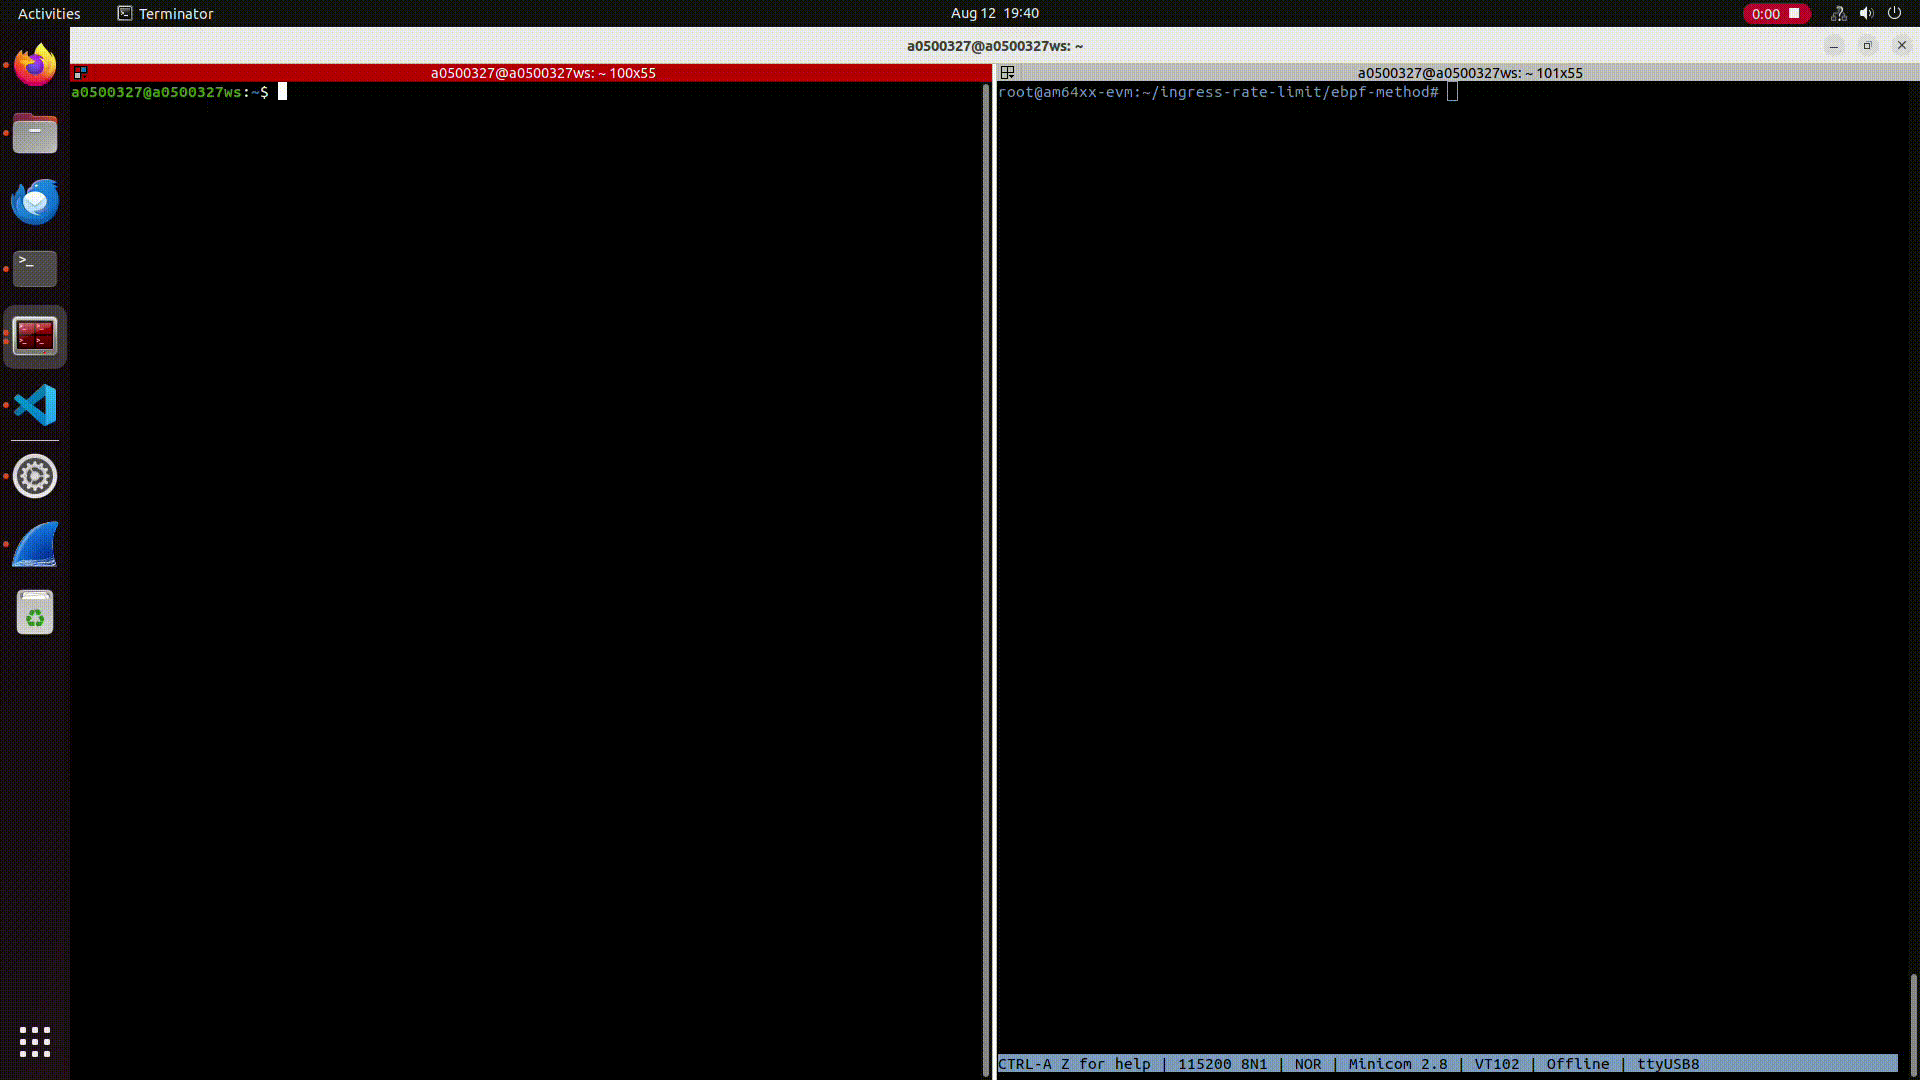 Activities Terminator Aug 12 19:40 0:00
a0500327@a0500327ws: ~
a0500327@a0500327ws: ~ 100x55
a0500327@a0500327ws:~$
a0500327@a0500327ws: ~ 101x55
root@am64xx-evm:~/ingress-rate-limit/ebpf-method#
CTRL-A Z for help | 115200 8N1 | NOR | Minicom 2.8 | VT102 | Offline | ttyUSB8